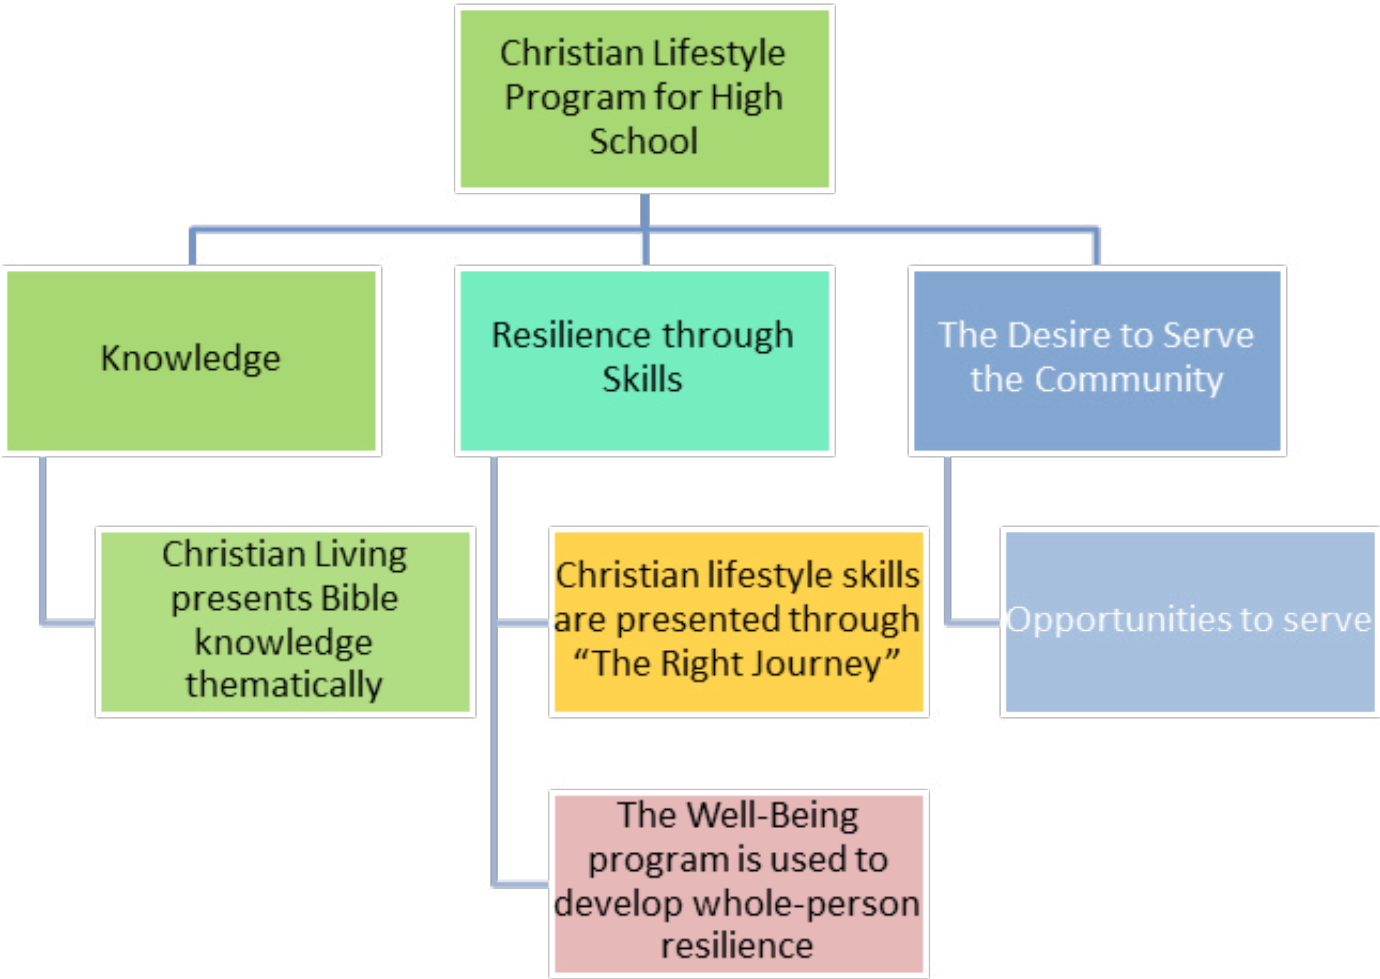 Christian Lifestyle
Program for High
School
Knowledge
Resilience through
Skills
The Desire to Serve
the Community
Christian Living
presents Bible
knowledge
thematically
Christian lifestyle skills
are presented through
“The Right Journey”
Opportunities to serve
The Well-Being
program is used to
develop whole-person
resilience